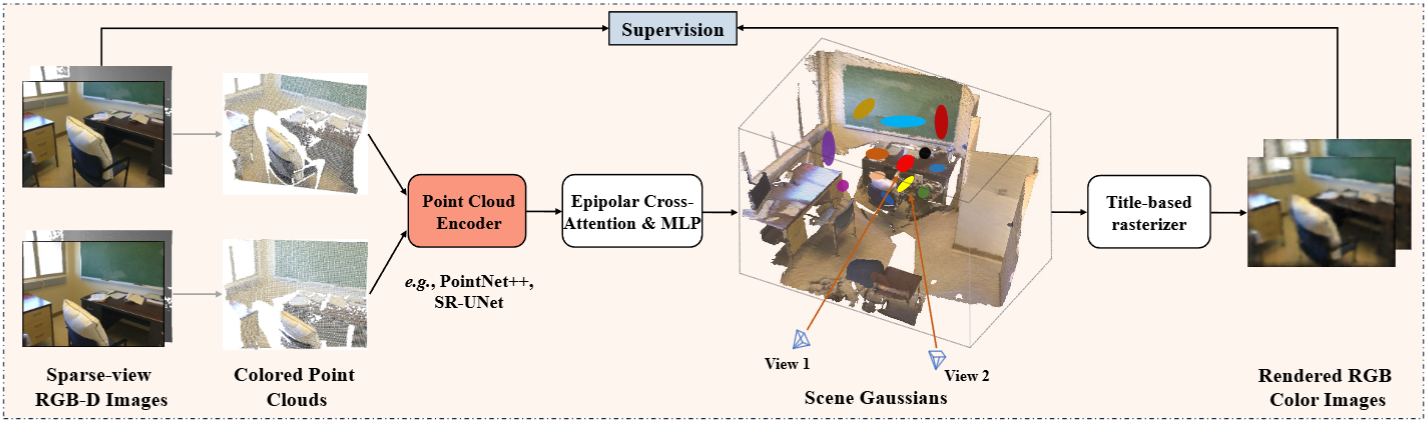 Supervision
Point Cloud
Encoder
e.g., PointNet++,
SR-UNet
Epipolar Cross-
Attention & MLP
Title-based
rasterizer
View 1
View 2
Sparse-view
RGB-D Images
Colored Point
Clouds
Scene Gaussians
Rendered RGB
Color Images